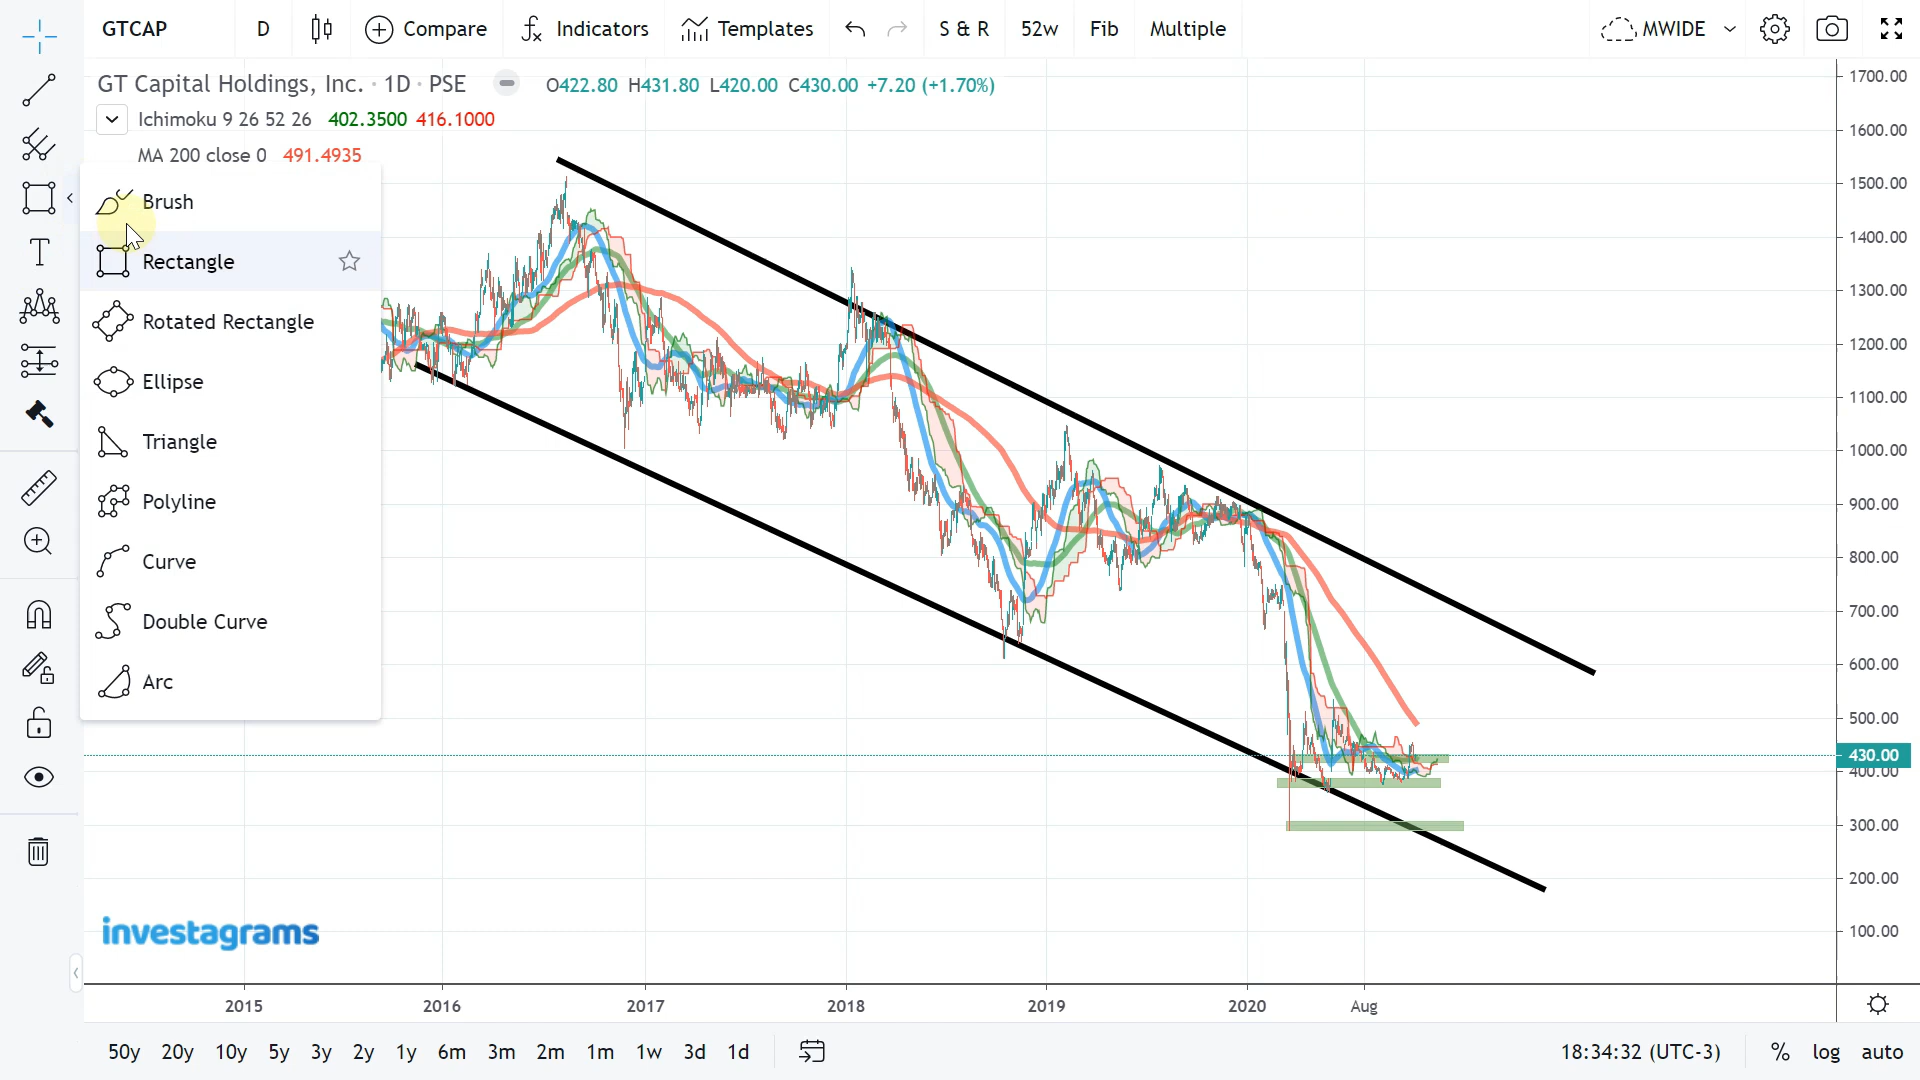 GTCAP D Compare Indicators Templates S & R 52w Fib Multiple MWIDE
GT Capital Holdings, Inc. · 1D · PSE O422.80 H431.80 L420.00 C430.00 +7.20 (+1.70%)
Ichimoku 9 26 52 26 402.3500 416.1000
MA 200 close 0 491.4935
Brush
Rectangle
Rotated Rectangle
Ellipse
Triangle
Polyline
Curve
Double Curve
Arc
1700.00
1600.00
1500.00
1400.00
1300.00
1200.00
1100.00
1000.00
900.00
800.00
700.00
600.00
500.00
430.00
400.00
300.00
200.00
100.00
investagrams
2015 2016 2017 2018 2019 2020 Aug
50y 20y 10y 5y 3y 2y 1y 6m 3m 2m 1m 1w 3d 1d 18:34:32 (UTC-3) % log auto